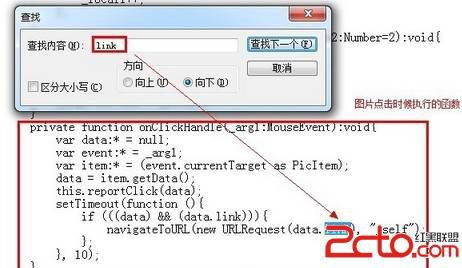 _local4++;
查找
2:Number=2):void{
查找内容(N): link 查找下一个(F)
取消
方向
区分大小写(C) 向上(U) 向下(D)
图片点击时候执行的函数
}
private function onClickHandle(_arg1:MouseEvent):void{
var data:* = null;
var event:* = _arg1;
var item:* = (event.currentTarget as PicItem);
data = item.getData();
this.reportClick(data);
setTimeout(function (){
if (((data) && (data.link))){
navigateToURL(new URLRequest(data.link), "_self");
};
}, 10);
红黑联盟
2cto.com